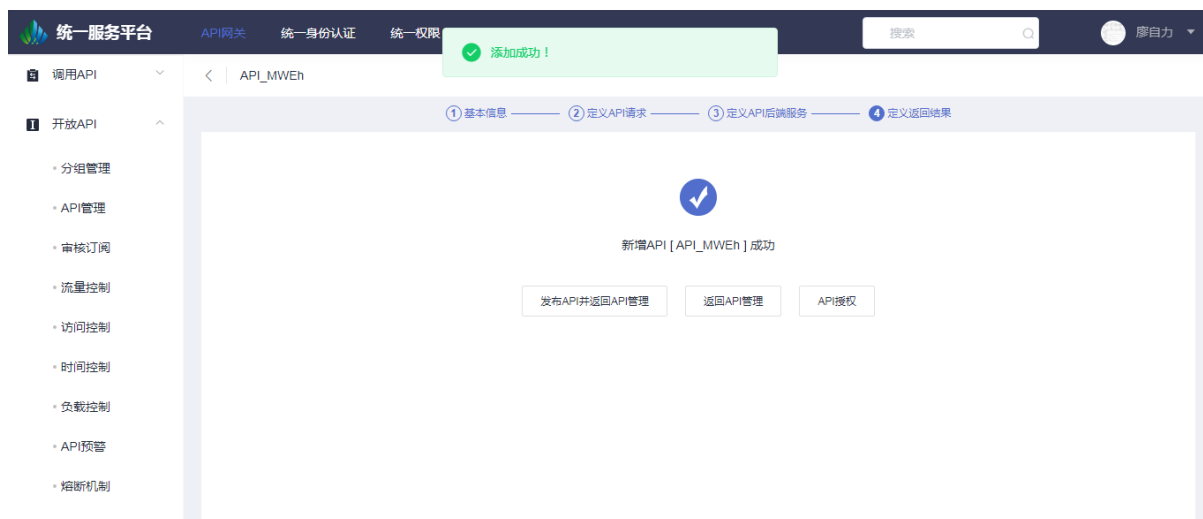 统一服务平台
API网关 统一身份认证 统一权限
搜索
廖自力
添加成功！
调用API
API_MWEh
开放API
1 基本信息 2 定义API请求 3 定义API后端服务 4 定义返回结果
分组管理
API管理
审核订阅
流量控制
访问控制
时间控制
负载控制
API预警
熔断机制
新增API [ API_MWEh ] 成功
发布API并返回API管理 返回API管理 API授权